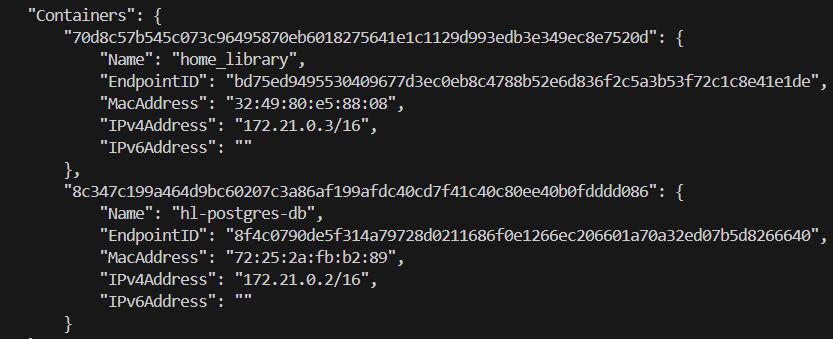 "Containers": {
"70d8c57b545c073c96495870eb6018275641e1c1129d993edb3e349ec8e7520d": {
"Name": "home_library",
"EndpointID": "bd75ed9495530409677d3ec0eb8c4788b52e6d836f2c5a3b53f72c1c8e41e1de",
"MacAddress": "32:49:80:e5:88:08",
"IPv4Address": "172.21.0.3/16",
"IPv6Address": ""
},
"8c347c199a464d9bc60207c3a86af199afdc40cd7f41c40c80ee40b0fdddd086": {
"Name": "hl-postgres-db",
"EndpointID": "8f4c0790de5f314a79728d0211686f0e1266ec206601a70a32ed07b5d8266640",
"MacAddress": "72:25:2a:fb:b2:89",
"IPv4Address": "172.21.0.2/16",
"IPv6Address": ""
}